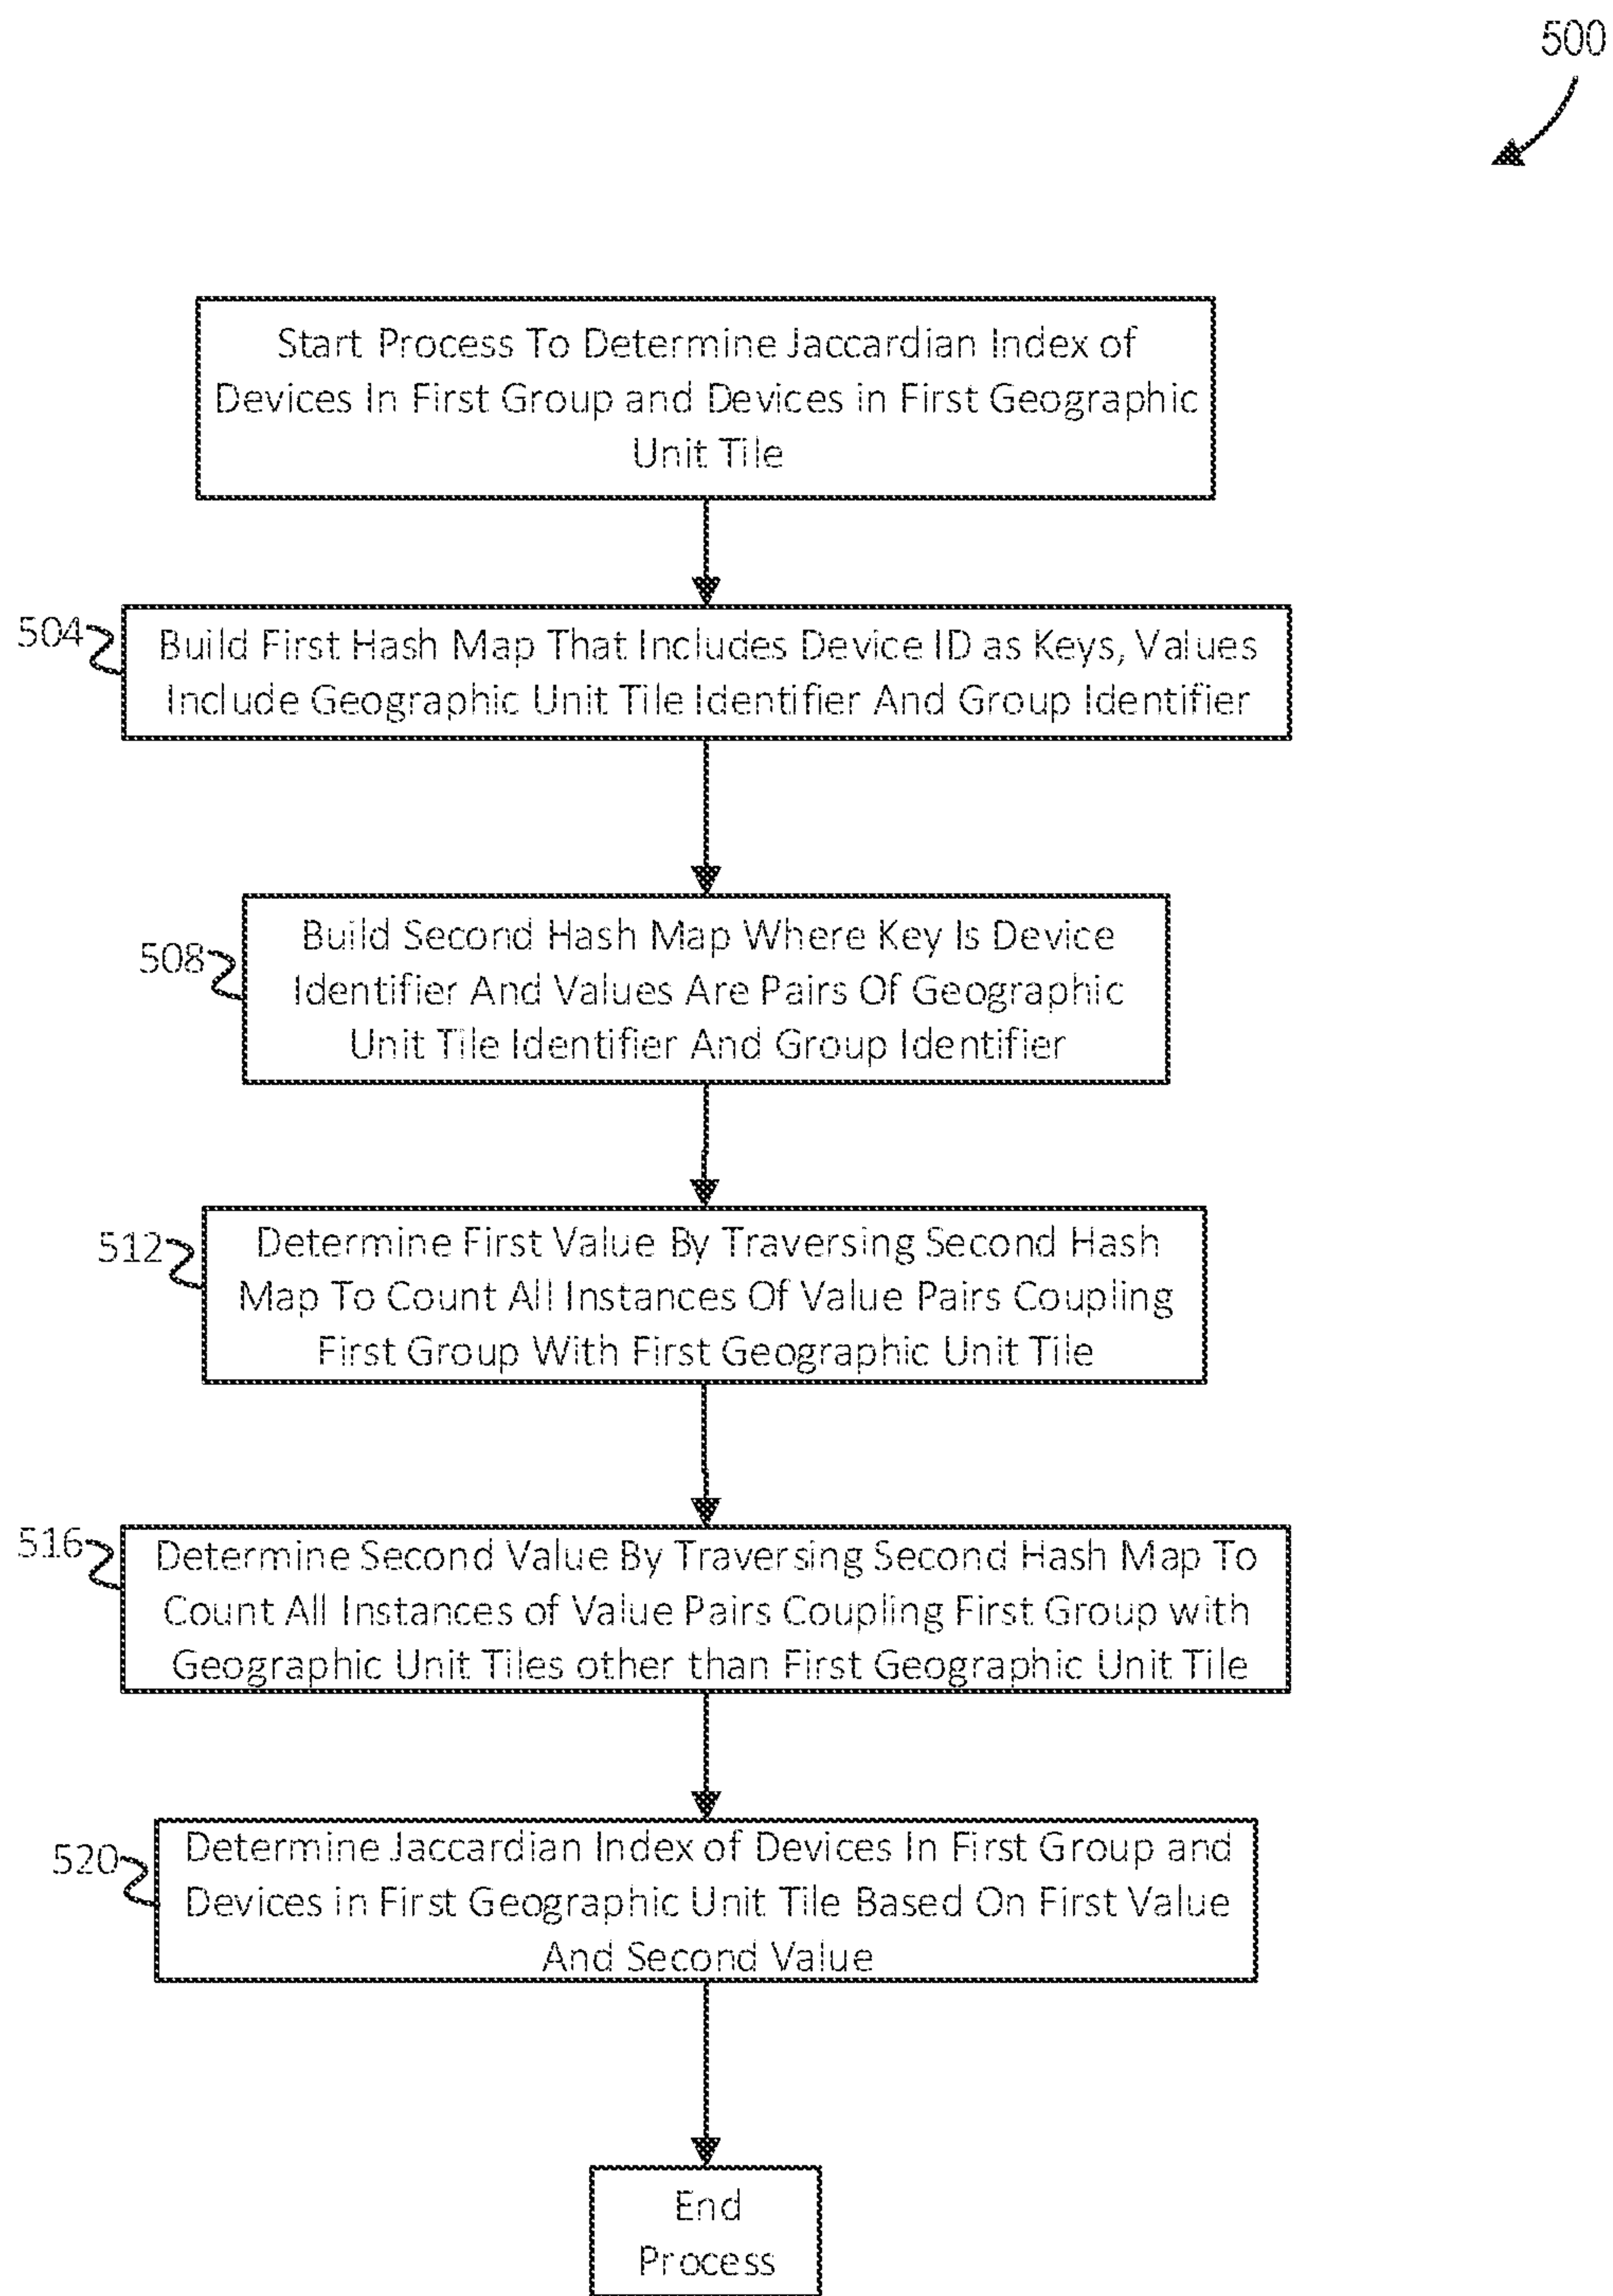 500
Start Process To Determine Jaccardian Index of
Devices In First Group and Devices in First Geographic
Unit Tile
504
Build First Hash Map That Includes Device ID as Keys, Values
Include Geographic Unit Tile Identifier And Group Identifier
508
Build Second Hash Map Where Key Is Device
Identifier And Values Are Pairs Of Geographic
Unit Tile Identifier And Group Identifier
512
Determine First Value By Traversing Second Hash
Map To Count All Instances Of Value Pairs Coupling
First Group With First Geographic Unit Tile
516
Determine Second Value By Traversing Second Hash Map To
Count All Instances of Value Pairs Coupling First Group with
Geographic Unit Tiles other than First Geographic Unit Tile
520
Determine Jaccardian Index of Devices In First Group and
Devices in First Geographic Unit Tile Based On First Value
And Second Value
End
Process